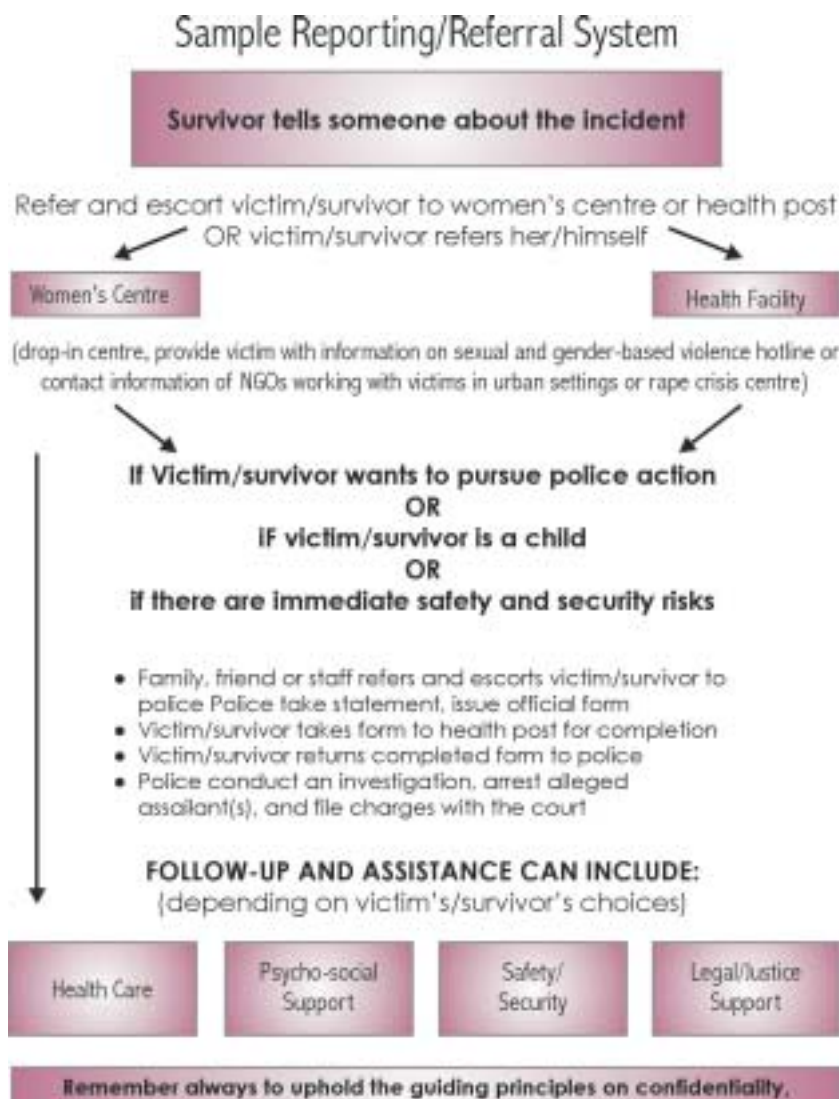 Sample Reporting/Referral System
Survivor tells someone about the incident
Refer and escort victim/survivor to women's centre or health post
OR victim/survivor refers her/himself
Women's Centre
Health Facility
(drop-in centre, provide victim with information on sexual and gender-based violence hotline or
contact information of NGOs working with victims in urban settings or rape crisis centre)
If Victim/survivor wants to pursue police action
OR
iF victim/survivor is a child
OR
if there are immediate safety and security risks
• Family, friend or staff refers and escorts victim/survivor to
police Police take statement, issue official form
• Victim/survivor takes form to health post for completion
• Victim/survivor returns completed form to police
• Police conduct an investigation, arrest alleged
assailant(s), and file charges with the court
FOLLOW-UP AND ASSISTANCE CAN INCLUDE:
(depending on victim's/survivor's choices)
Health Care
Psycho-social
Support
Safety/
Security
Legal/Justice
Support
Remember always to uphold the guiding principles on confidentiality,